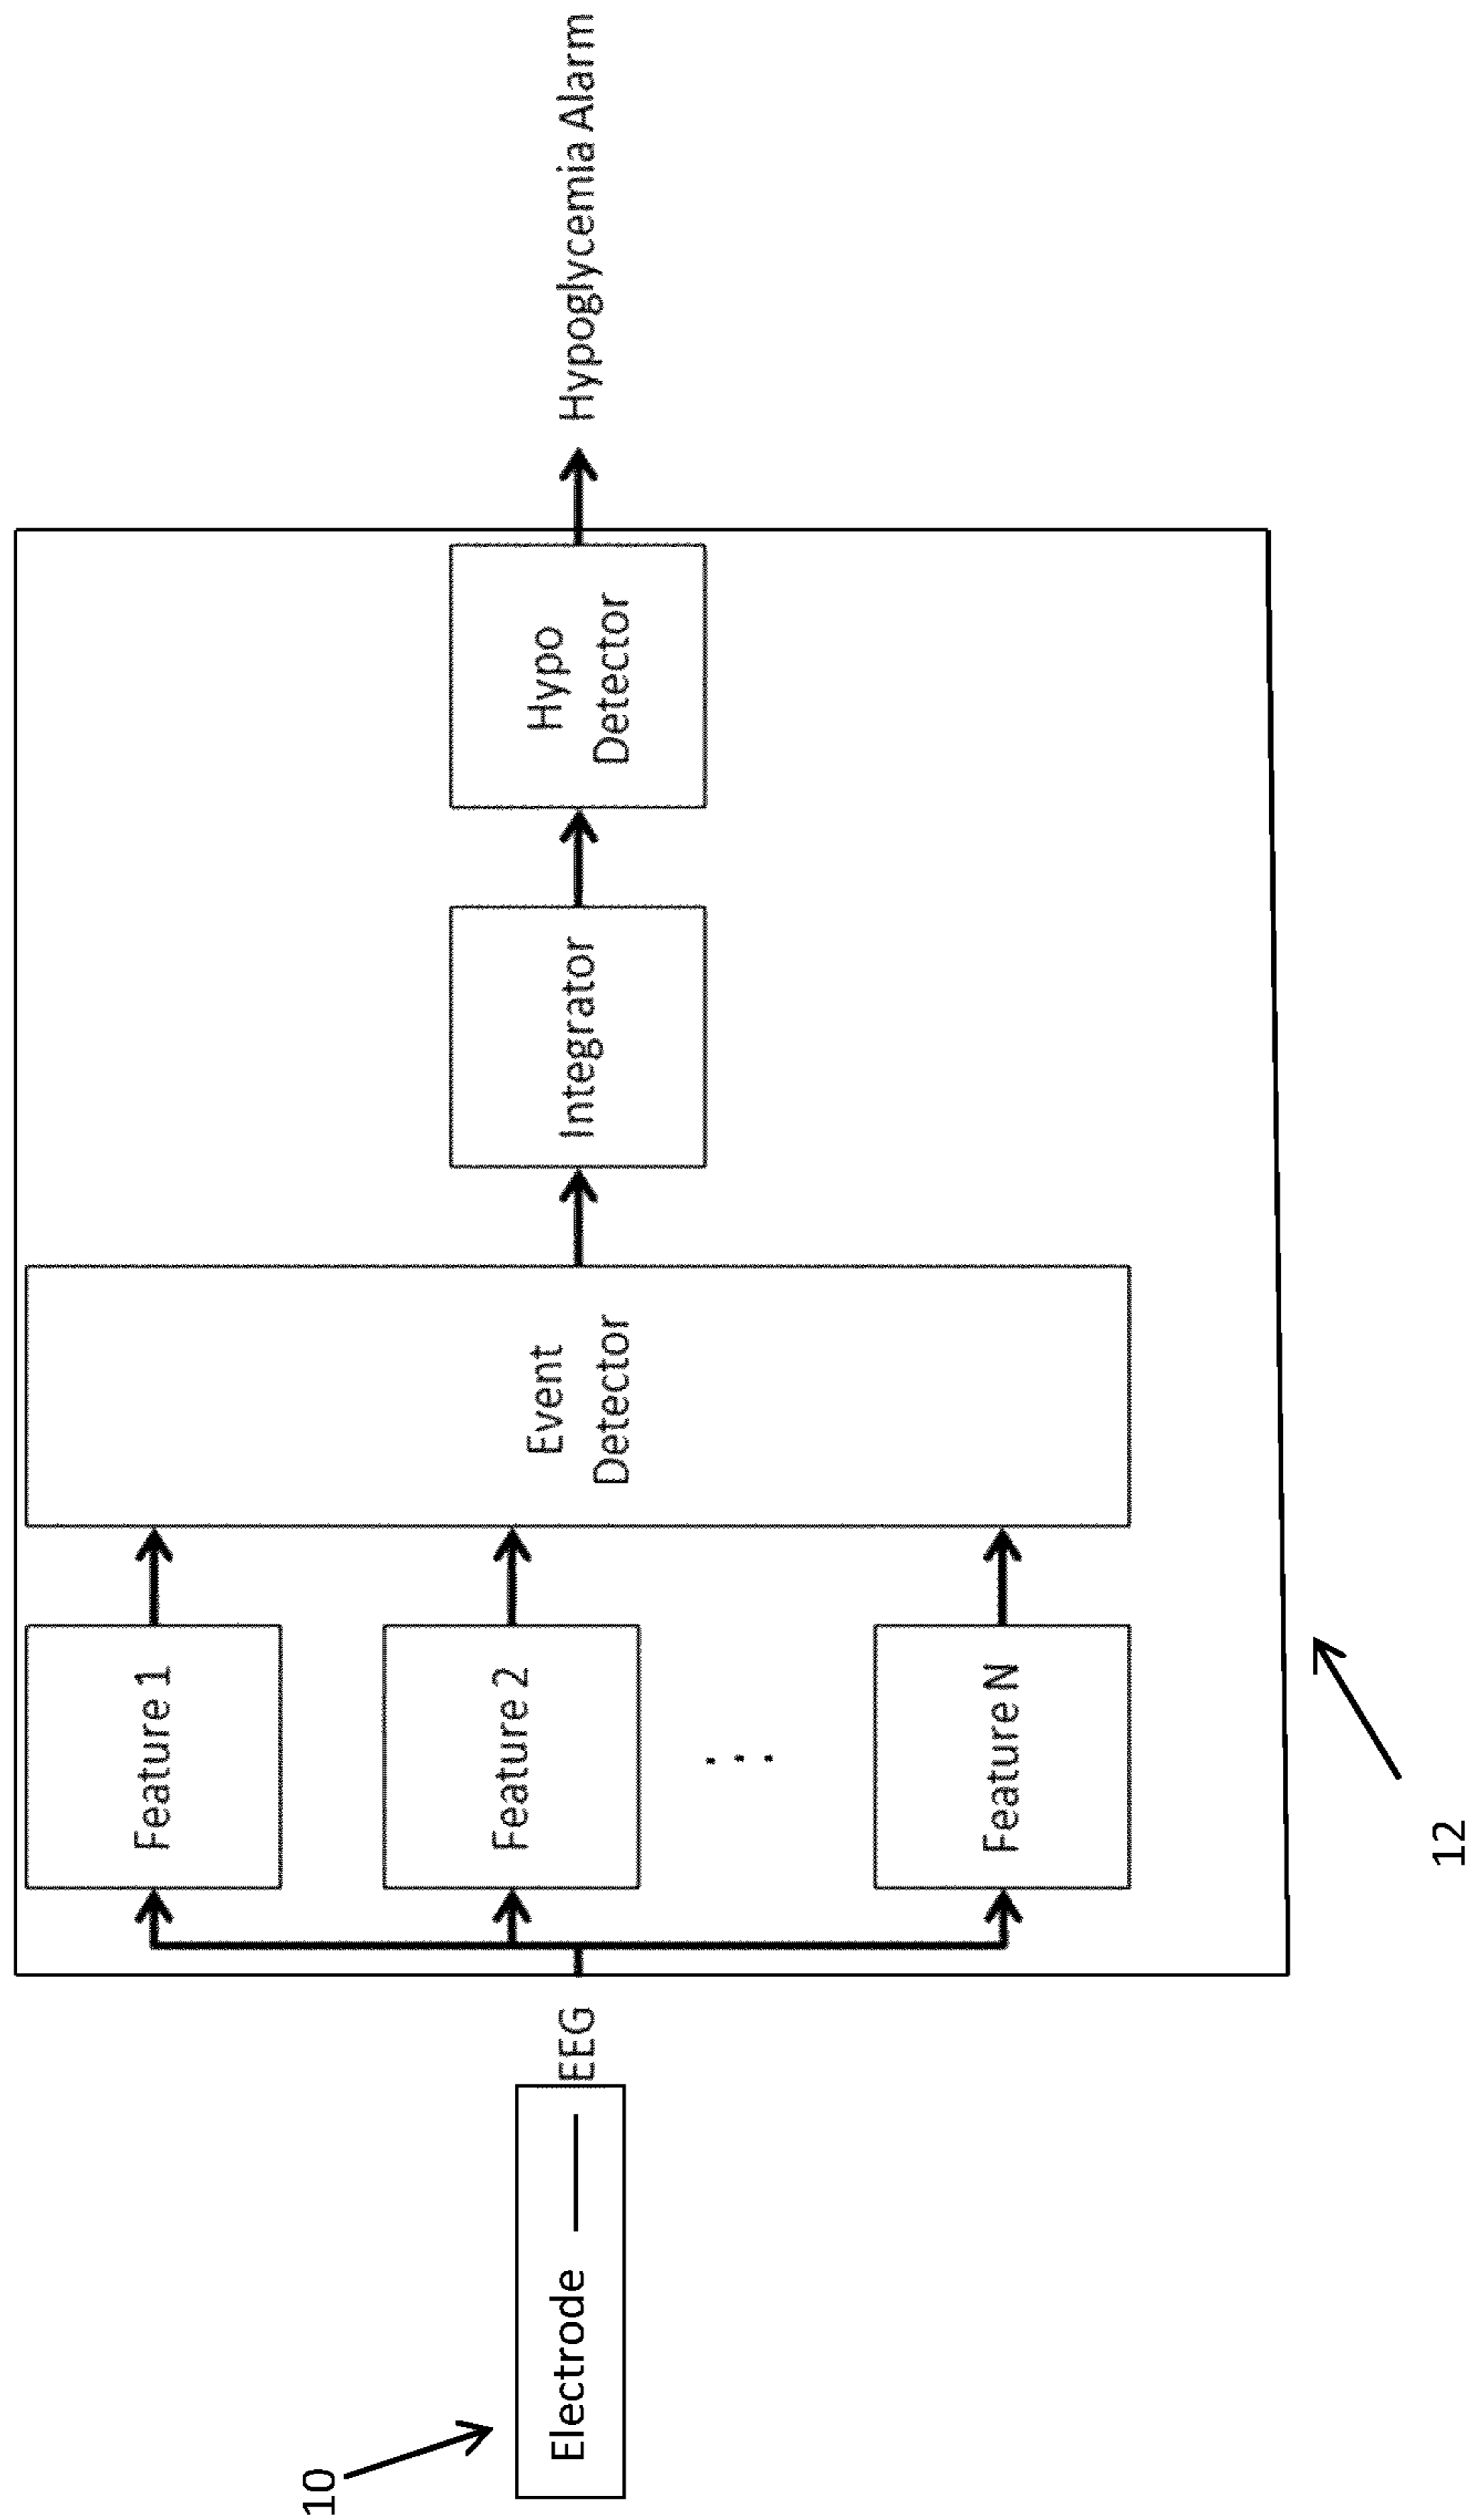 10
Electrode
EEG
Feature 1
Feature 2
...
Feature N
Event
Detector
Integrator
Hypo
Detector
Hypoglycemia Alarm
12